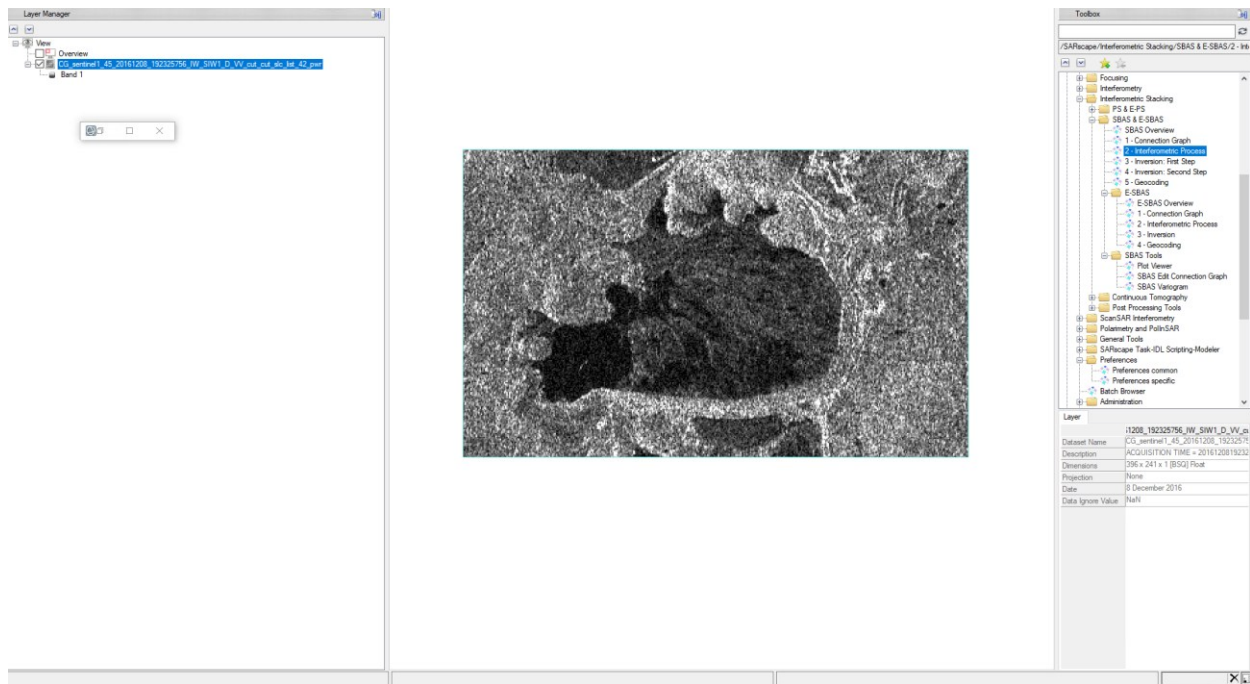 Layer Manager
View
Overview
CG_sentinel1_45_20161208_192325756_IW_SIW1_D_VV_cut_cut_slc_list_42_pwr
Band 1
Toolbox
/SARscape/Interferometric Stacking/SBAS & E-SBAS/2 - Inte
Focusing
Interferometry
Interferometric Stacking
PS & E-PS
SBAS & E-SBAS
SBAS Overview
1 - Connection Graph
2 - Interferometric Process
3 - Inversion: First Step
4 - Inversion: Second Step
5 - Geocoding
E-SBAS
E-SBAS Overview
1 - Connection Graph
2 - Interferometric Process
3 - Inversion
4 - Geocoding
SBAS Tools
Plot Viewer
SBAS Edit Connection Graph
SBAS Variogram
Continuous Tomography
Post Processing Tools
ScanSAR Interferometry
Polarimetry and PolInSAR
General Tools
SARscape Task-IDL Scripting-Modeler
Preferences
Preferences common
Preferences specific
Batch Browser
Administration
Layer
1208_192325756_IW_SIW1_D_VV_cu
Dataset Name CG_sentinel1_45_20161208_19232575
Description ACQUISITION TIME = 2016120819232
Dimensions 396 x 241 x 1 [BSQ] Float
Projection None
Date 8 December 2016
Data Ignore Value NaN